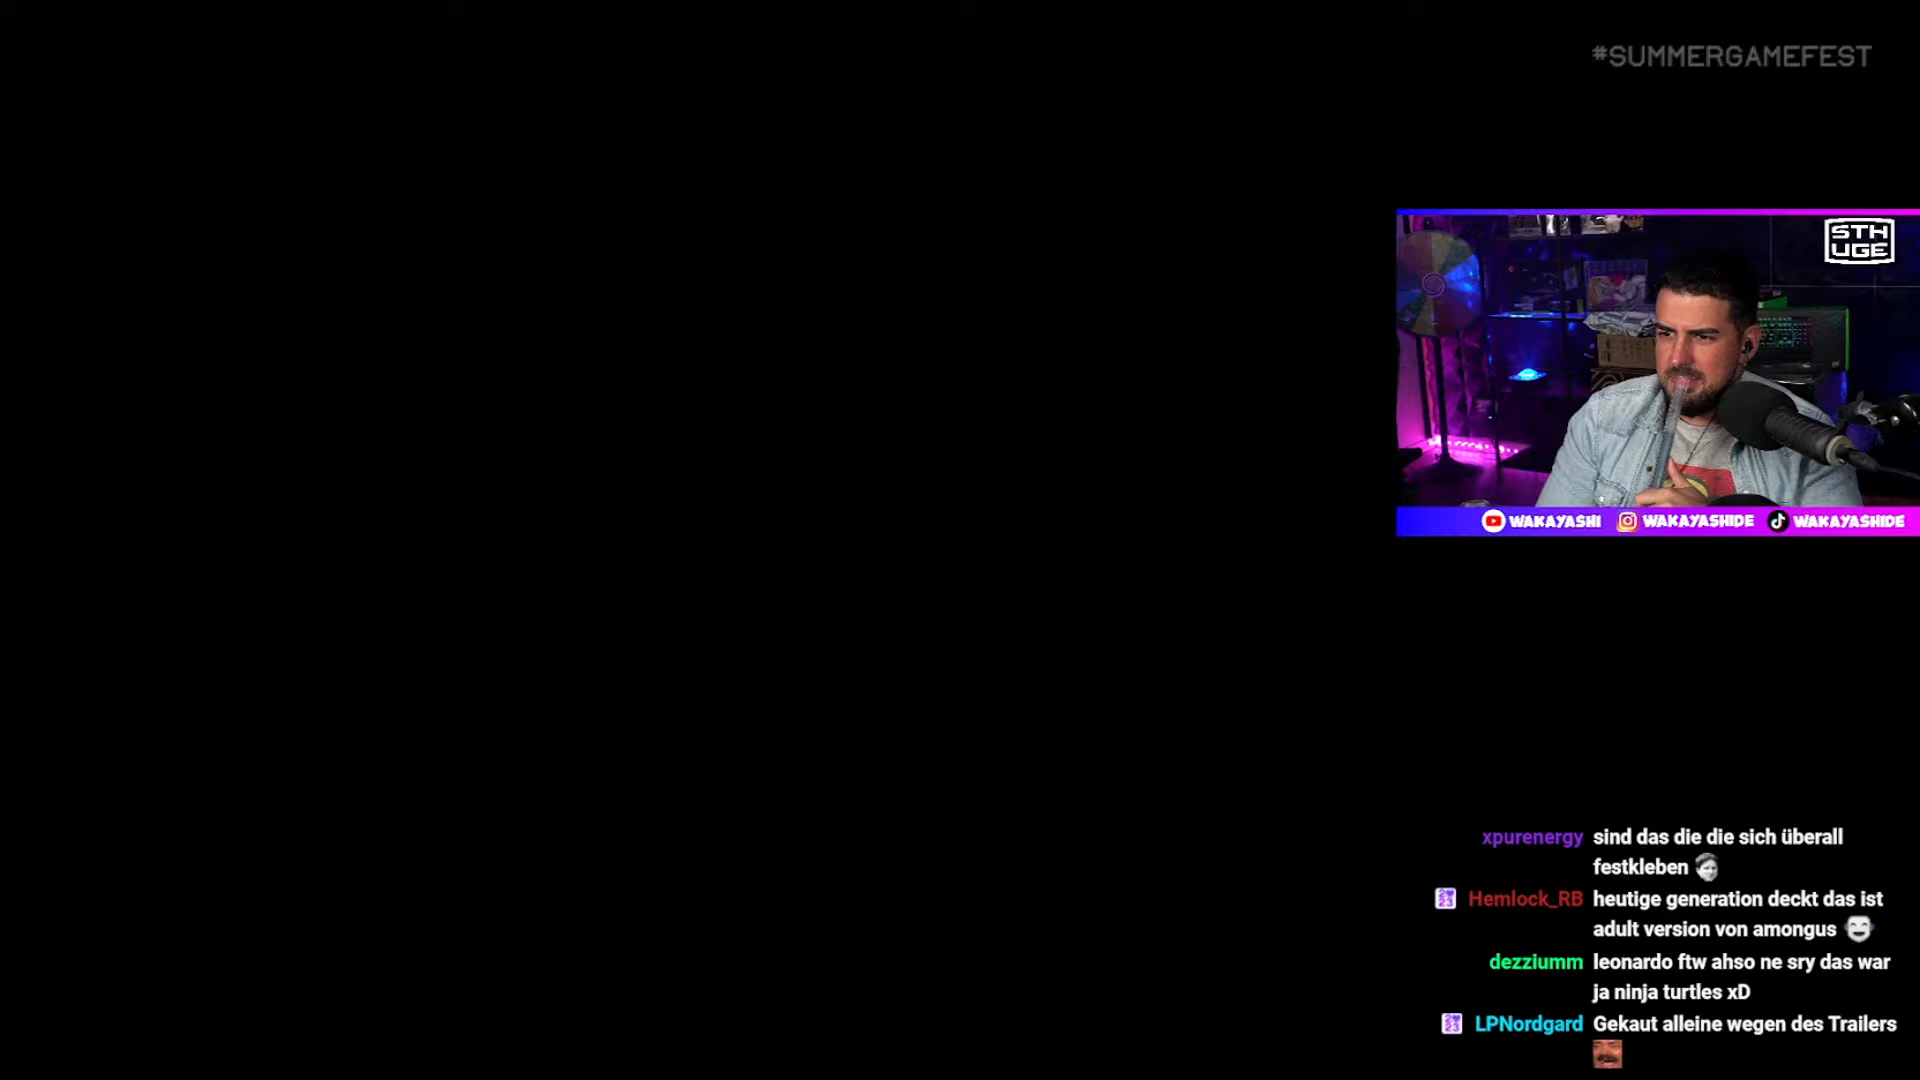 #SUMMERGAMEFEST
STH
UGE
WAKAYASHI WAKAYASHIDE WAKAYASHIDE
xpurenergy sind das die die sich überall
festkleben
Hemlock_RB heutige generation deckt das ist
adult version von amongus
dezziumm leonardo ftw ahso ne sry das war
ja ninja turtles xD
LPNordgard Gekaut alleine wegen des Trailers